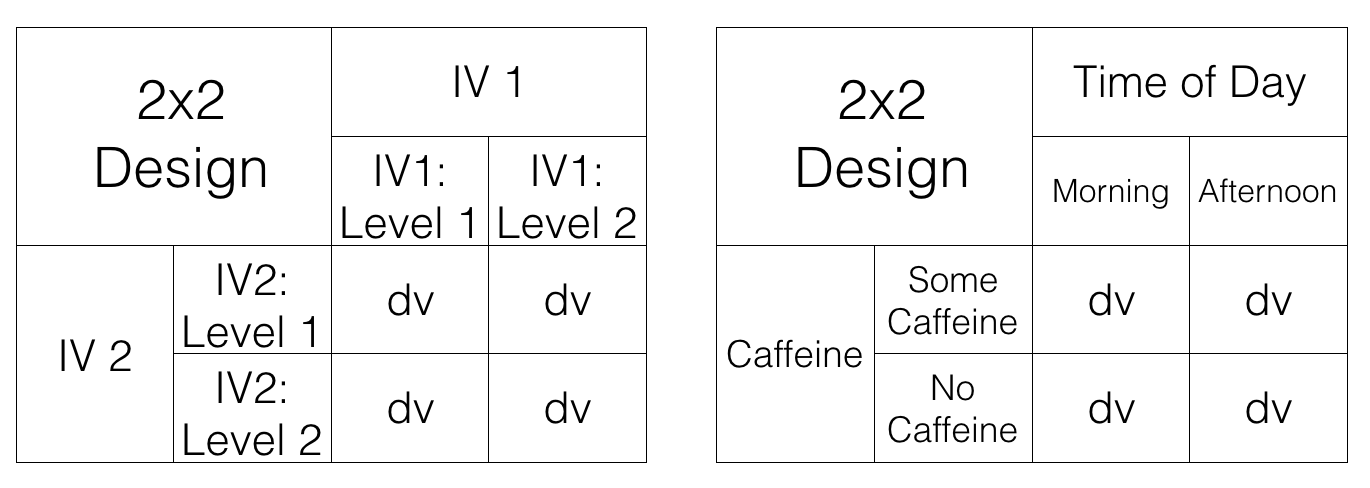 2x2
Design
IV 1
IV1:
Level 1
IV1:
Level 2
IV 2
IV2:
Level 1
dv
dv
IV2:
Level 2
dv
dv
2x2
Design
Time of Day
Morning
Afternoon
Caffeine
Some
Caffeine
dv
dv
No
Caffeine
dv
dv